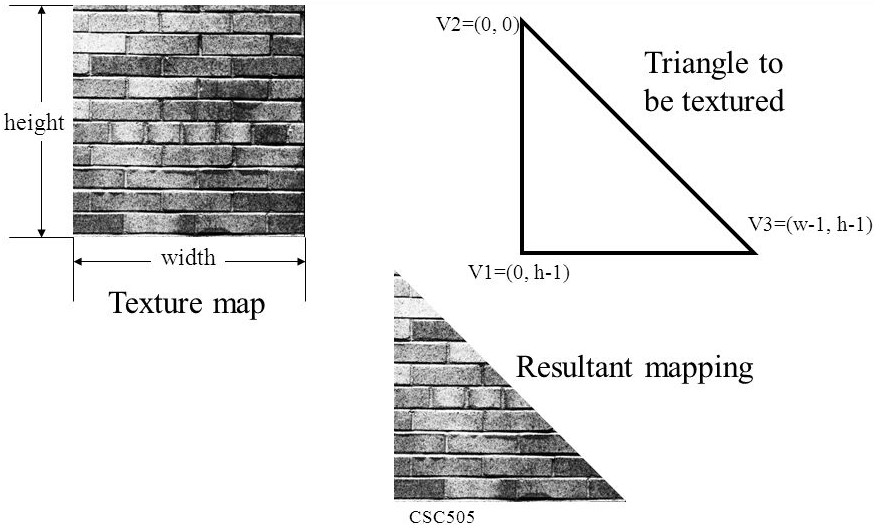 height
width
Texture map
V2=(0, 0)
Triangle to
be textured
V3=(w-1, h-1)
V1=(0, h-1)
Resultant mapping
CSC505